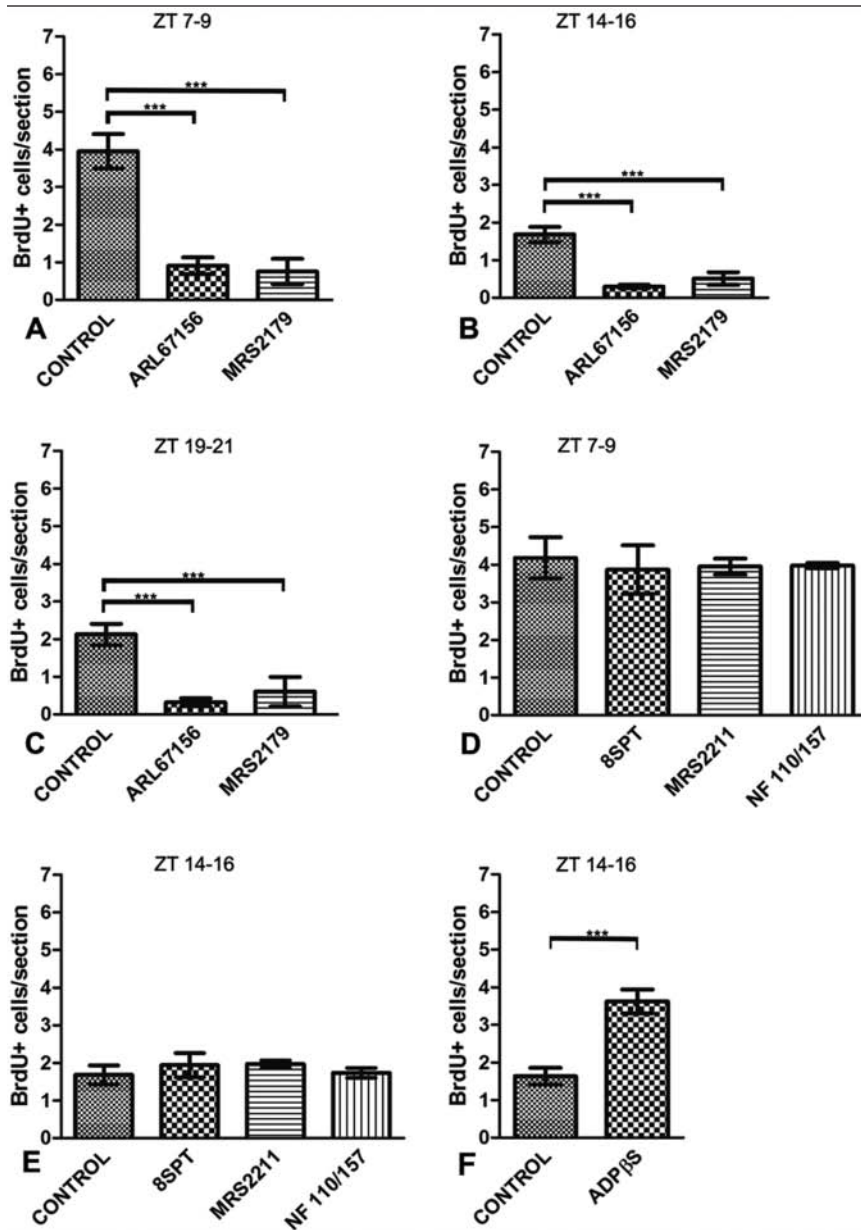 ZT 7-9
7
6
5
4
3
2
1
0
BrdU+ cells/section
***
***
A
CONTROL
ARL67156
MRS2179
ZT 14-16
7
6
5
4
3
2
1
0
BrdU+ cells/section
***
***
B
CONTROL
ARL67156
MRS2179
ZT 19-21
7
6
5
4
3
2
1
0
BrdU+ cells/section
***
***
C
CONTROL
ARL67156
MRS2179
ZT 7-9
7
6
5
4
3
2
1
0
BrdU+ cells/section
D
CONTROL
8SPT
MRS2211
NF 110/157
ZT 14-16
7
6
5
4
3
2
1
0
BrdU+ cells/section
E
CONTROL
8SPT
MRS2211
NF 110/157
ZT 14-16
7
6
5
4
3
2
1
0
BrdU+ cells/section
***
F
CONTROL
ADPβS